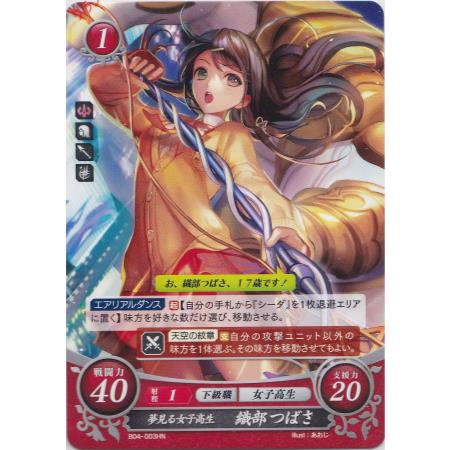 1
お、織部つばさ、17歳です!
エアリアルダンス 起【自分の手札から『シーダ』を1枚退避エリア
に置く】味方を好きな数だけ選び、移動させる。
天空の紋章 自分の攻撃ユニット以外の
味方を1体選ぶ。その味方を移動させてもよい。
戦闘力
40
射程 1 下級職 女子高生
支援力
20
夢見る女子高生 織部 つばさ
B04-003HN
Illust:あおじ